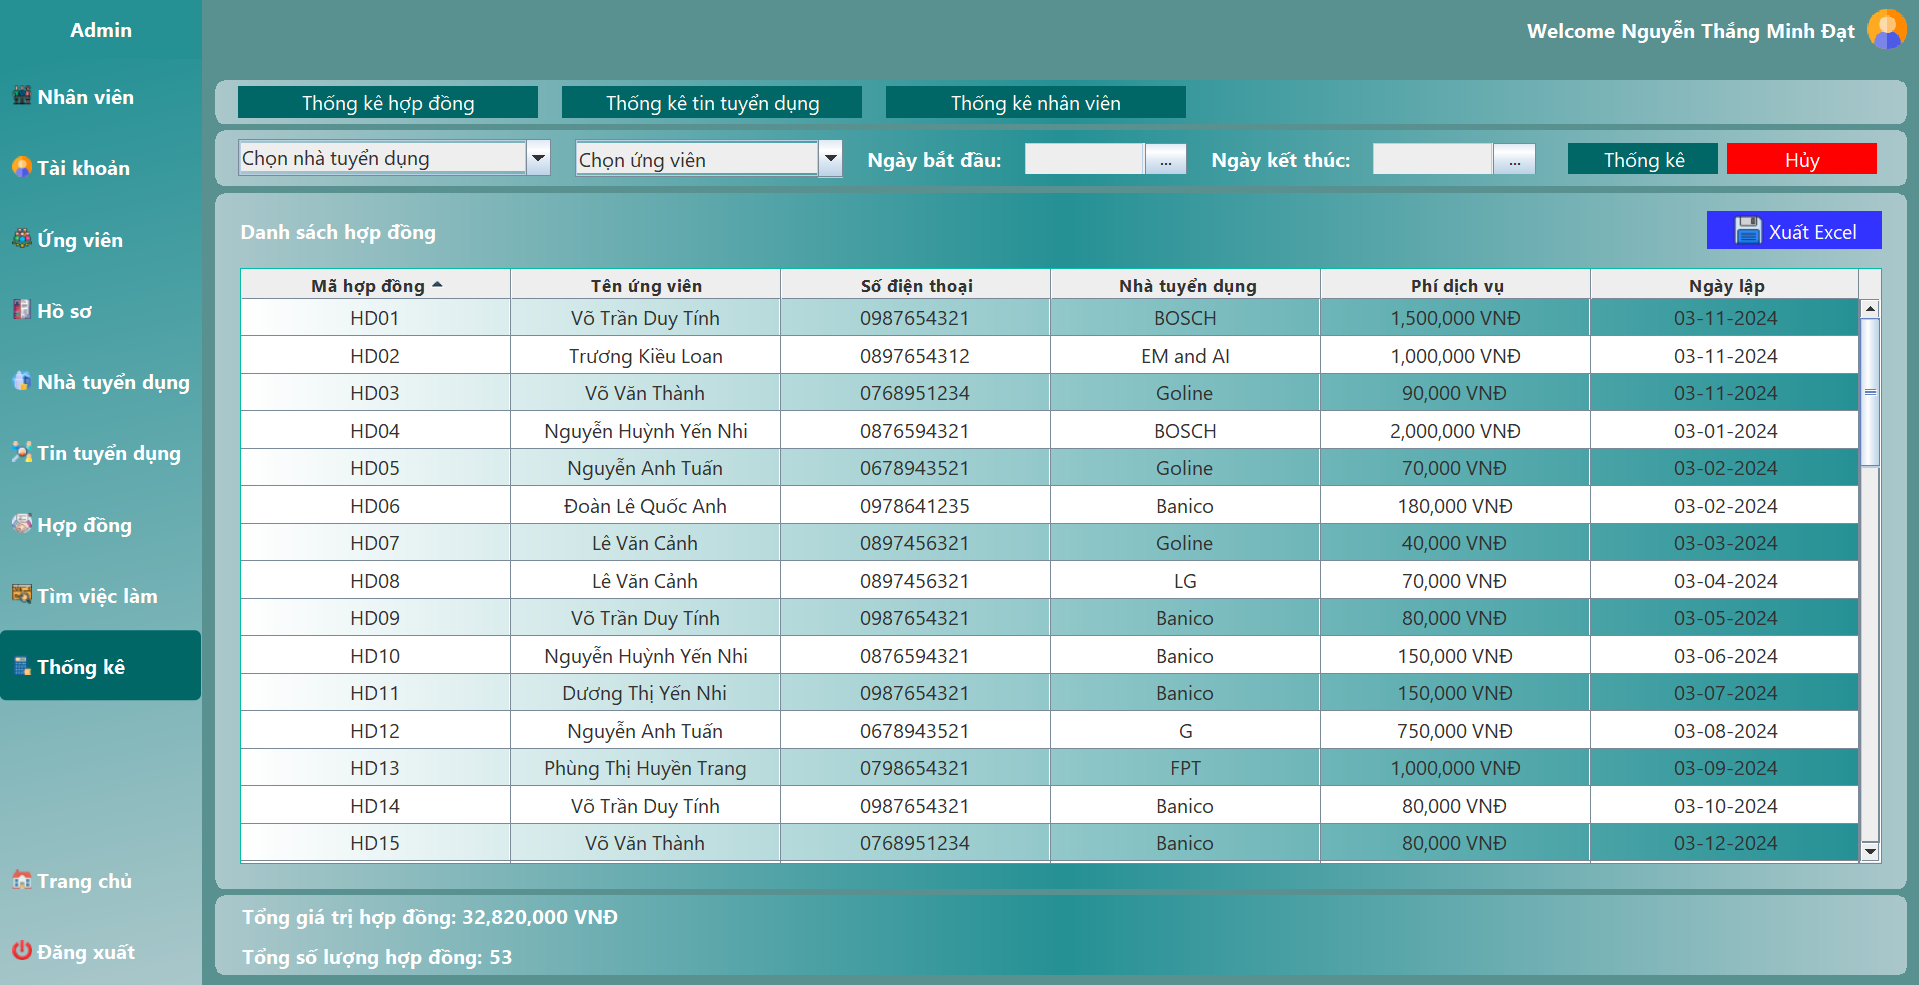 Admin
Welcome Nguyễn Thắng Minh Đạt
Nhân viên
Tài khoản
Ứng viên
Hồ sơ
Nhà tuyển dụng
Tin tuyển dụng
Hợp đồng
Tìm việc làm
Thống kê
Trang chủ
Đăng xuất
Thống kê hợp đồng Thống kê tin tuyển dụng Thống kê nhân viên
Chọn nhà tuyển dụng Chọn ứng viên Ngày bắt đầu: ... Ngày kết thúc: ... Thống kê Hủy
Danh sách hợp đồng Xuất Excel
Mã hợp đồng Tên ứng viên Số điện thoại Nhà tuyển dụng Phí dịch vụ Ngày lập
HD01 Võ Trần Duy Tính 0987654321 BOSCH 1,500,000 VNĐ 03-11-2024
HD02 Trương Kiều Loan 0897654312 EM and AI 1,000,000 VNĐ 03-11-2024
HD03 Võ Văn Thành 0768951234 Goline 90,000 VNĐ 03-11-2024
HD04 Nguyễn Huỳnh Yến Nhi 0876594321 BOSCH 2,000,000 VNĐ 03-01-2024
HD05 Nguyễn Anh Tuấn 0678943521 Goline 70,000 VNĐ 03-02-2024
HD06 Đoàn Lê Quốc Anh 0978641235 Banico 180,000 VNĐ 03-02-2024
HD07 Lê Văn Cảnh 0897456321 Goline 40,000 VNĐ 03-03-2024
HD08 Lê Văn Cảnh 0897456321 LG 70,000 VNĐ 03-04-2024
HD09 Võ Trần Duy Tính 0987654321 Banico 80,000 VNĐ 03-05-2024
HD10 Nguyễn Huỳnh Yến Nhi 0876594321 Banico 150,000 VNĐ 03-06-2024
HD11 Dương Thị Yến Nhi 0987654321 Banico 150,000 VNĐ 03-07-2024
HD12 Nguyễn Anh Tuấn 0678943521 G 750,000 VNĐ 03-08-2024
HD13 Phùng Thị Huyền Trang 0798654321 FPT 1,000,000 VNĐ 03-09-2024
HD14 Võ Trần Duy Tính 0987654321 Banico 80,000 VNĐ 03-10-2024
HD15 Võ Văn Thành 0768951234 Banico 80,000 VNĐ 03-12-2024
Tổng giá trị hợp đồng: 32,820,000 VNĐ
Tổng số lượng hợp đồng: 53